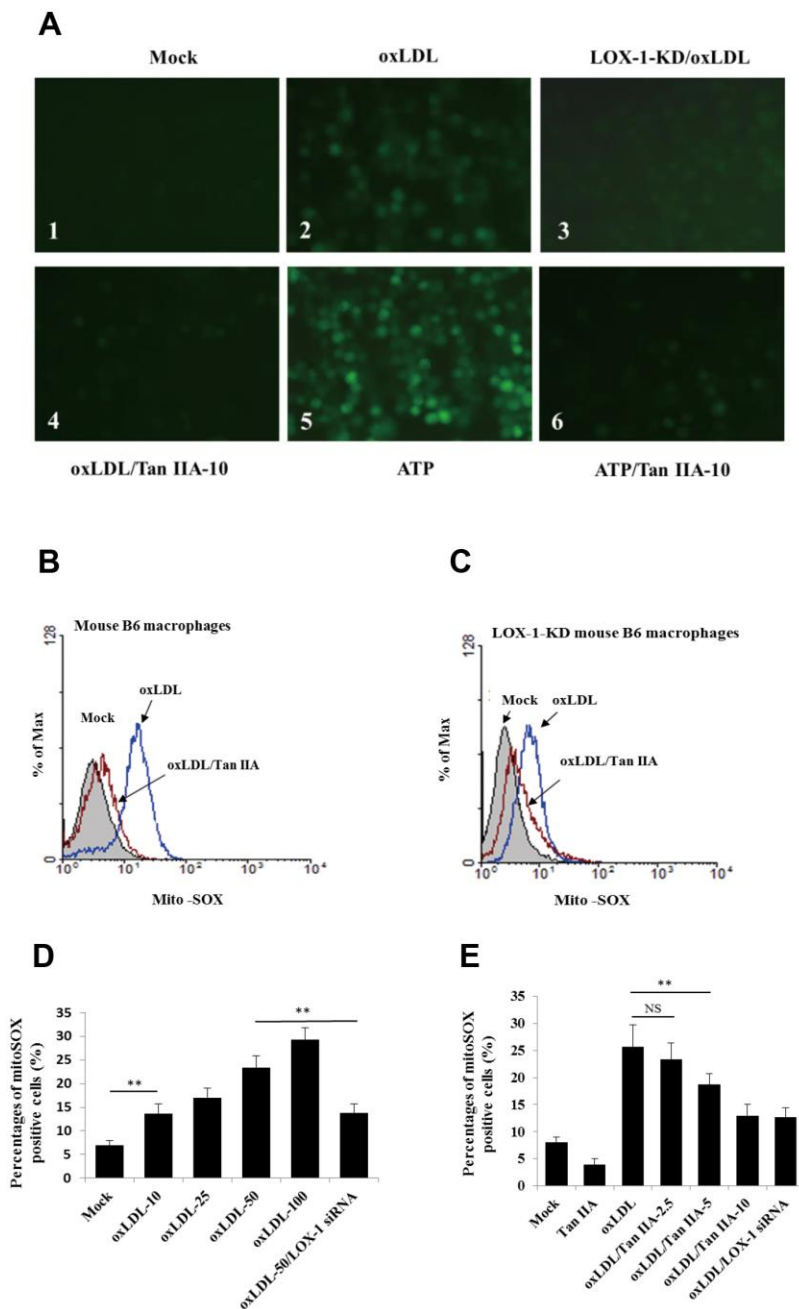 A
Mock oxLDL LOX-1-KD/oxLDL
1 2 3
4 5 6
oxLDL/Tan IIA-10 ATP ATP/Tan IIA-10
B
Mouse B6 macrophages
128
% of Max
0
Mock
oxLDL
oxLDL/Tan IIA
10⁰ 10¹ 10² 10³ 10⁴
Mito -SOX
C
LOX-1-KD mouse B6 macrophages
128
% of Max
0
Mock
oxLDL
oxLDL/Tan IIA
10⁰ 10¹ 10² 10³ 10⁴
Mito -SOX
D
Percentages of mitoSOX
positive cells (%)
35
30
25
20
15
10
5
0
**
**
Mock
oxLDL-10
oxLDL-25
oxLDL-50
oxLDL-100
oxLDL-50/LOX-1 siRNA
E
Percentages of mitoSOX
positive cells (%)
35
30
25
20
15
10
5
0
**
NS
Mock
Tan IIA
oxLDL
oxLDL/Tan IIA-2.5
oxLDL/Tan IIA-5
oxLDL/Tan IIA-10
oxLDL/LOX-1 siRNA